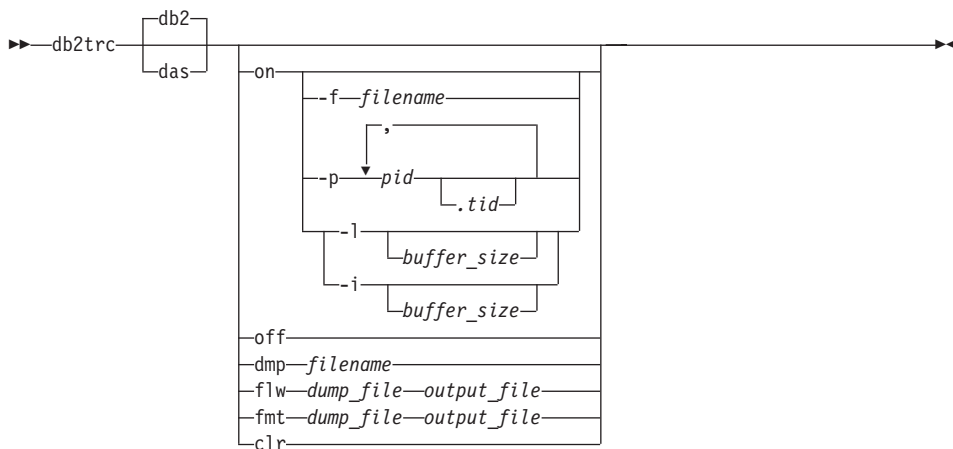 db2
db2trc
das
on
-f filename
,
-p pid
.tid
-l
buffer_size
-i
buffer_size
off
dmp filename
flw dump_file output_file
fmt dump_file output_file
clr